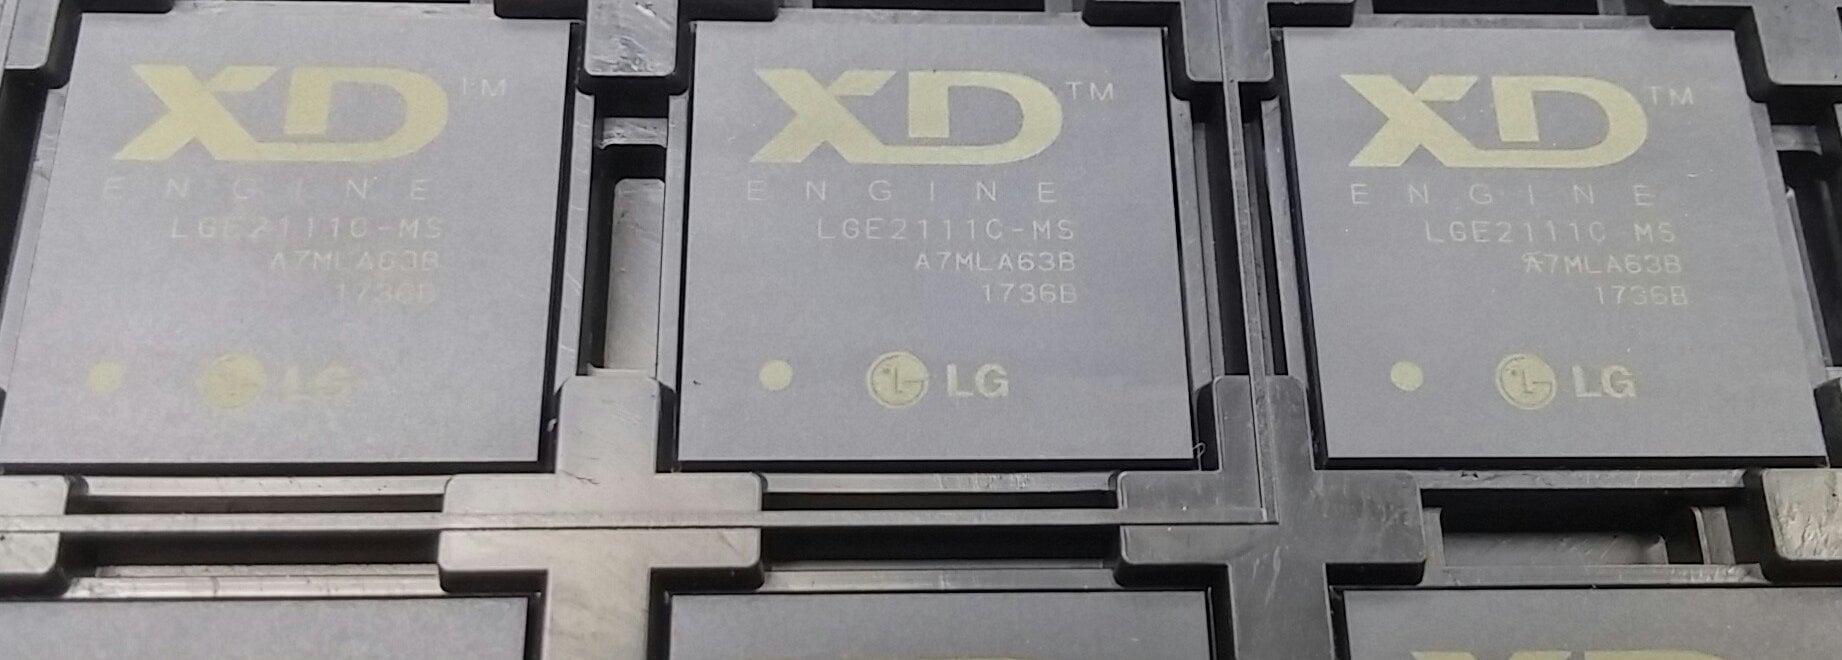 XD™
ENGINE
LGE2111C-MS
A7MLA63B
1736B
LG
XD™
ENGINE
LGE2111C-MS
A7MLA63B
1736B
LG
XD™
ENGINE
LGE2111C MS
A7MLA63B
1736B
LG